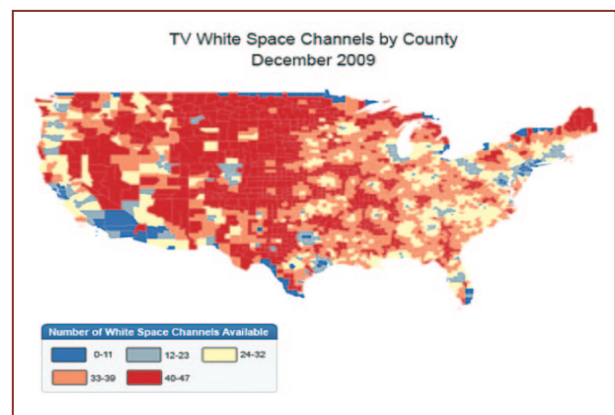 TV White Space Channels by County
December 2009
Number of White Space Channels Available
0-11 12-23 24-32
33-39 40-47